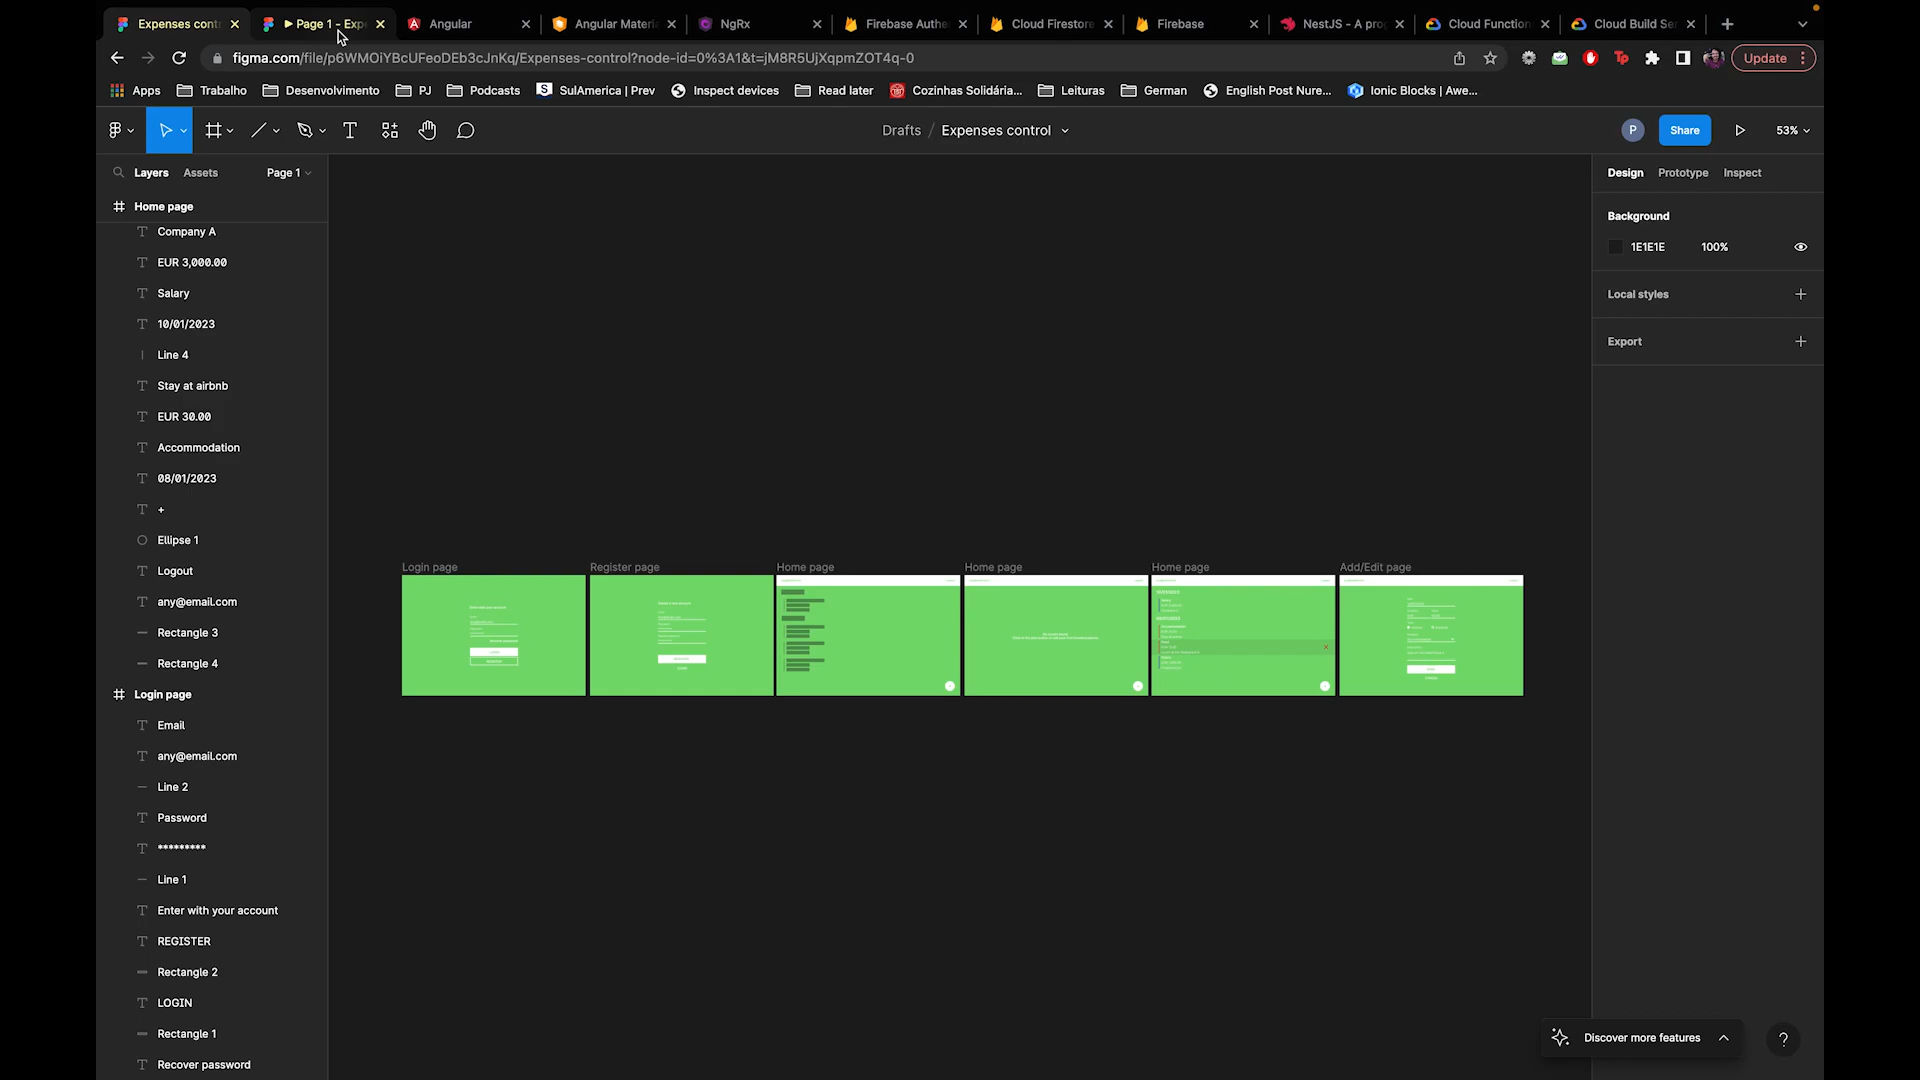 Expenses cont
Page 1 - Exp
Angular
Angular Materi
NgRx
Firebase Authe
Cloud Firestore
Firebase
NestJS - A pro
Cloud Function
Cloud Build Se
figma.com/file/p6WMOiYBcUFeoDEb3cJnKq/Expenses-control?node-id=0%3A1&t=jM8R5UjXqpmZOT4q-0
Update
Apps
Trabalho
Desenvolvimento
PJ
Podcasts
SulAmerica | Prev
Inspect devices
Read later
Cozinhas Solidária...
Leituras
German
English Post Nure...
Ionic Blocks | Awe...
Drafts / Expenses control
P
Share
53%
Layers
Assets
Page 1
Design
Prototype
Inspect
Home page
Company A
EUR 3,000.00
Salary
10/01/2023
Line 4
Stay at airbnb
EUR 30.00
Accommodation
08/01/2023
+
Ellipse 1
Logout
any@email.com
Rectangle 3
Rectangle 4
Login page
Email
any@email.com
Line 2
Password
*********
Line 1
Enter with your account
REGISTER
Rectangle 2
LOGIN
Rectangle 1
Recover password
Background
1E1E1E
100%
Local styles
Export
Login page
Register page
Home page
Home page
Home page
Add/Edit page
Discover more features
?